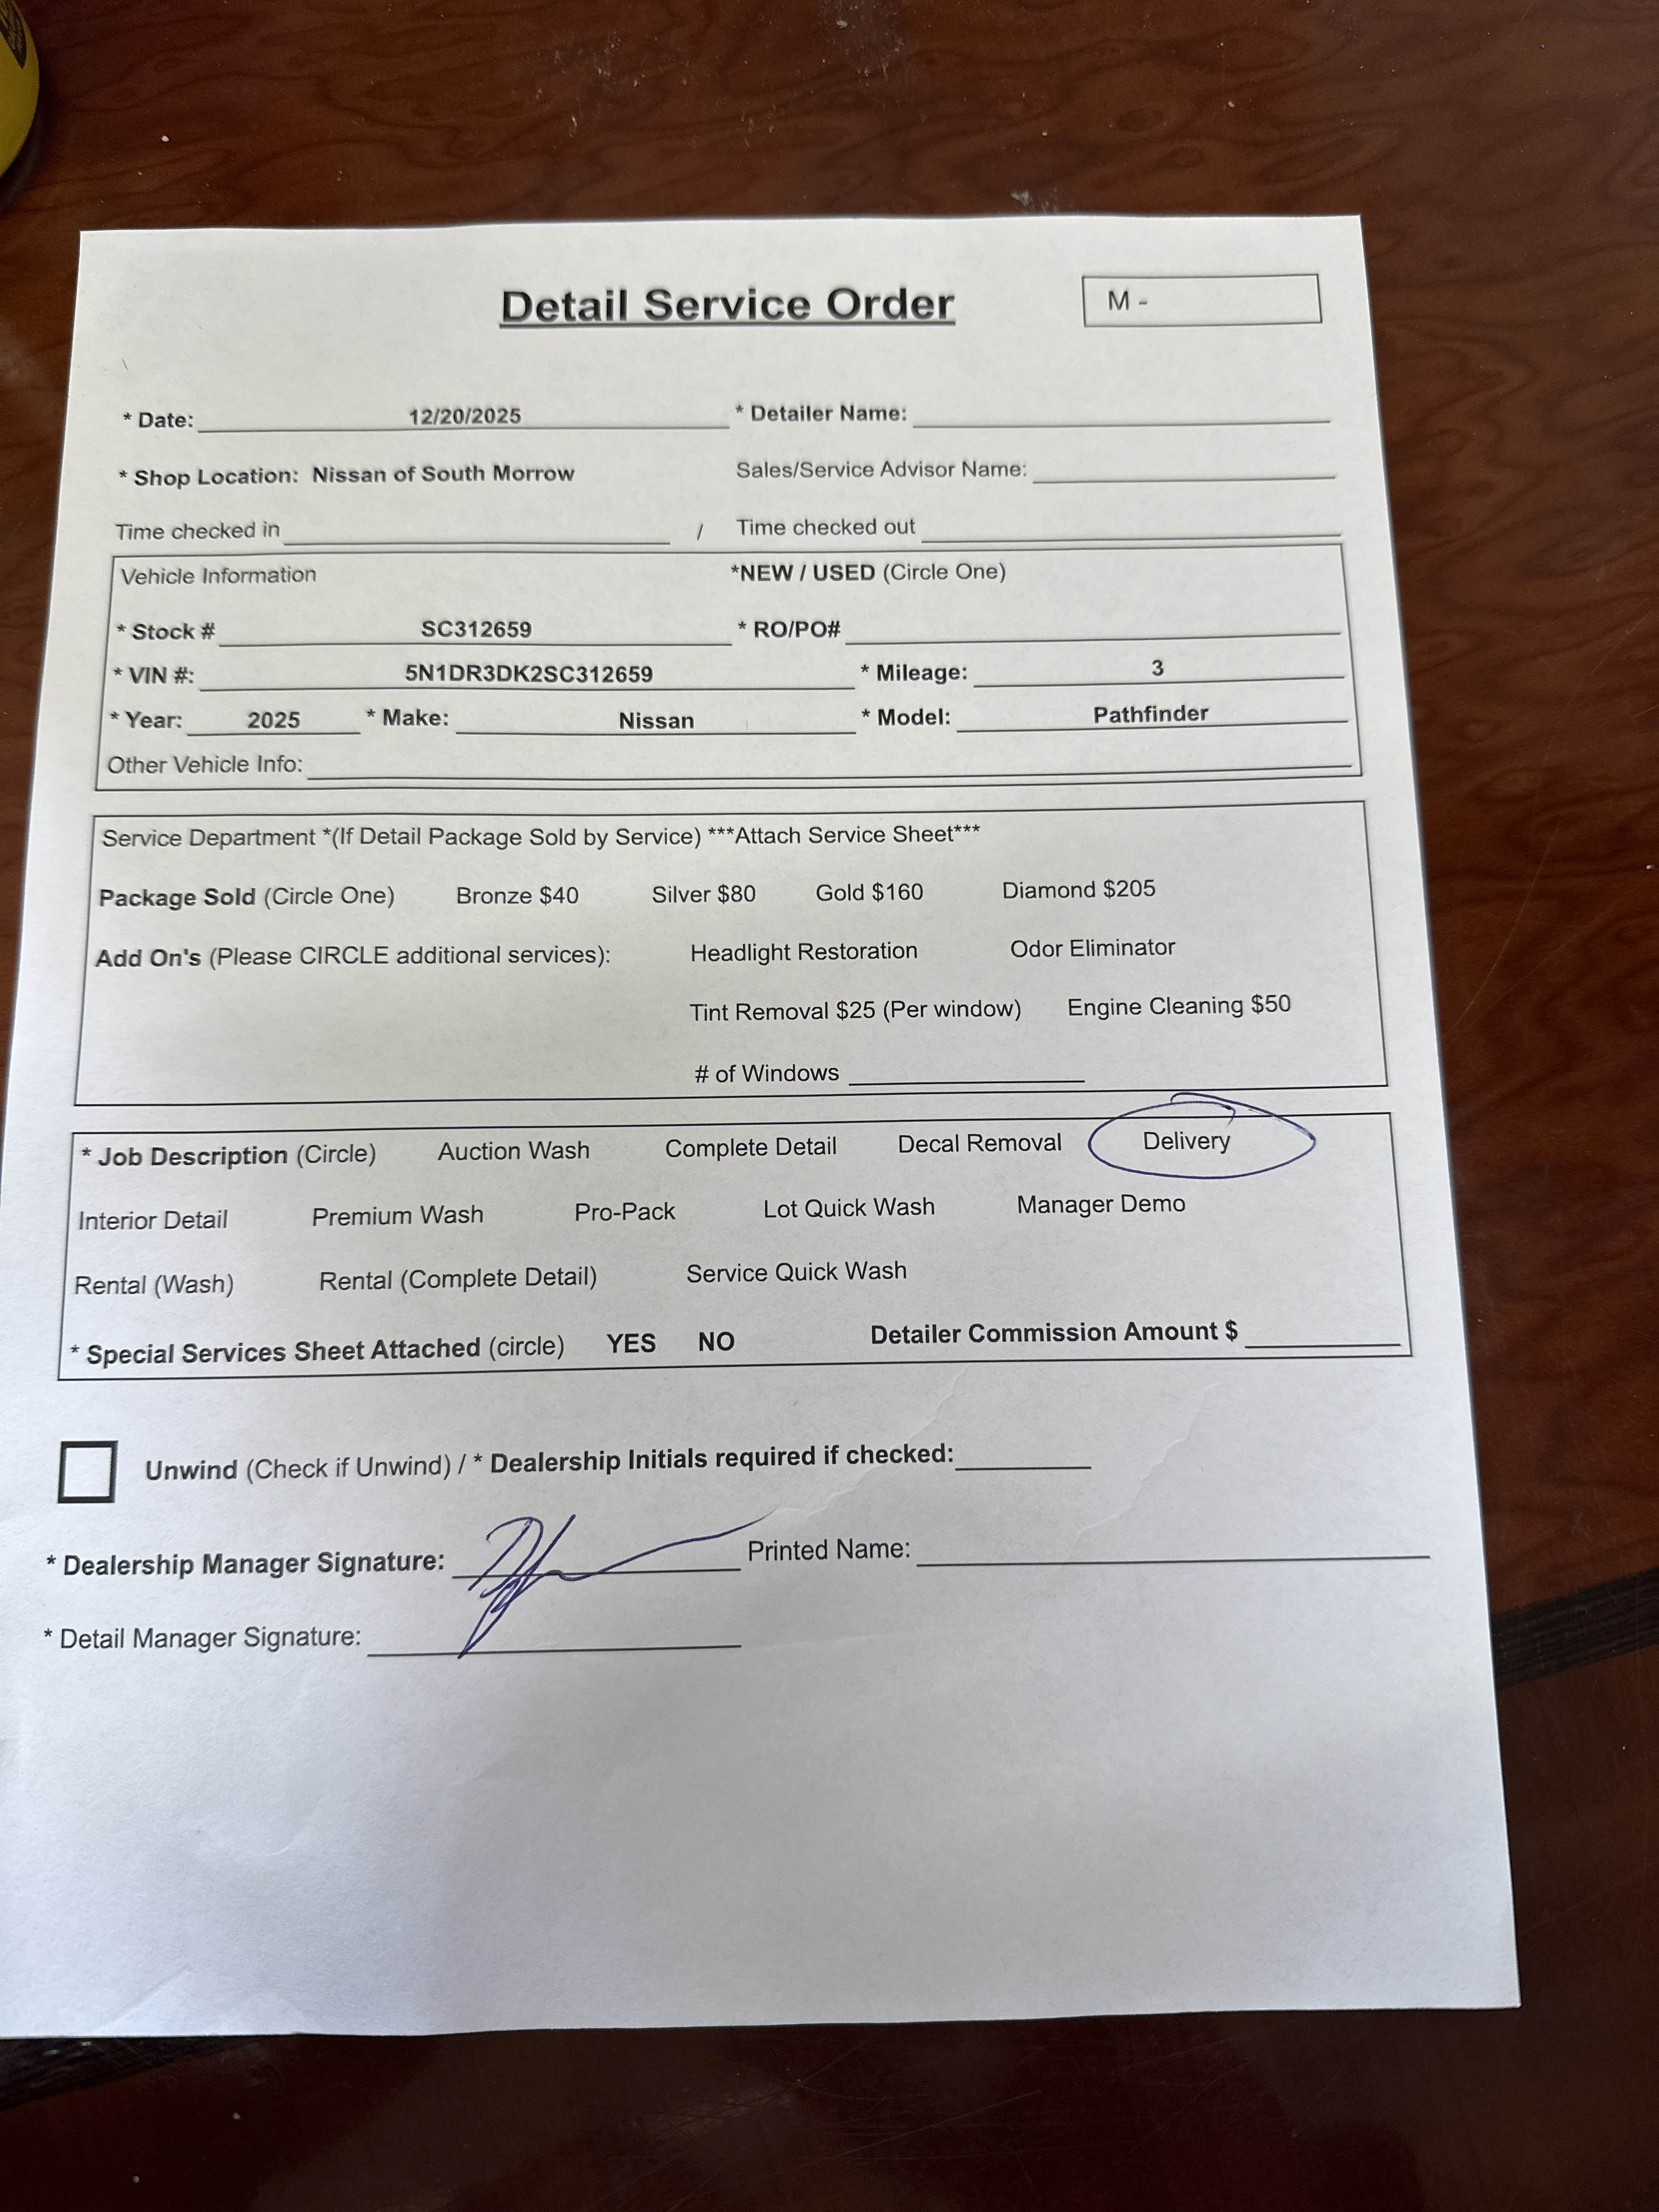 Detail Service Order
M -
* Date: 12/20/2025 * Detailer Name:
* Shop Location: Nissan of South Morrow Sales/Service Advisor Name:
Time checked in / Time checked out
Vehicle Information *NEW / USED (Circle One)
* Stock # SC312659 * RO/PO#
* VIN #: 5N1DR3DK2SC312659 * Mileage: 3
* Year: 2025 * Make: Nissan * Model: Pathfinder
Other Vehicle Info:
Service Department *(If Detail Package Sold by Service) ***Attach Service Sheet***
Package Sold (Circle One) Bronze $40 Silver $80 Gold $160 Diamond $205
Add On's (Please CIRCLE additional services): Headlight Restoration Odor Eliminator
Tint Removal $25 (Per window) Engine Cleaning $50
# of Windows
* Job Description (Circle) Auction Wash Complete Detail Decal Removal Delivery
Interior Detail Premium Wash Pro-Pack Lot Quick Wash Manager Demo
Rental (Wash) Rental (Complete Detail) Service Quick Wash
* Special Services Sheet Attached (circle) YES NO Detailer Commission Amount $
Unwind (Check if Unwind) / * Dealership Initials required if checked:
* Dealership Manager Signature: Printed Name:
* Detail Manager Signature: